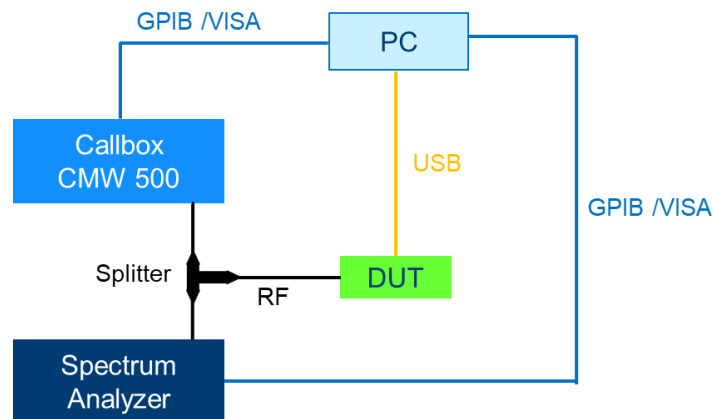 GPIB /VISA
PC
Callbox
CMW 500
USB
GPIB /VISA
Splitter
RF
DUT
Spectrum
Analyzer